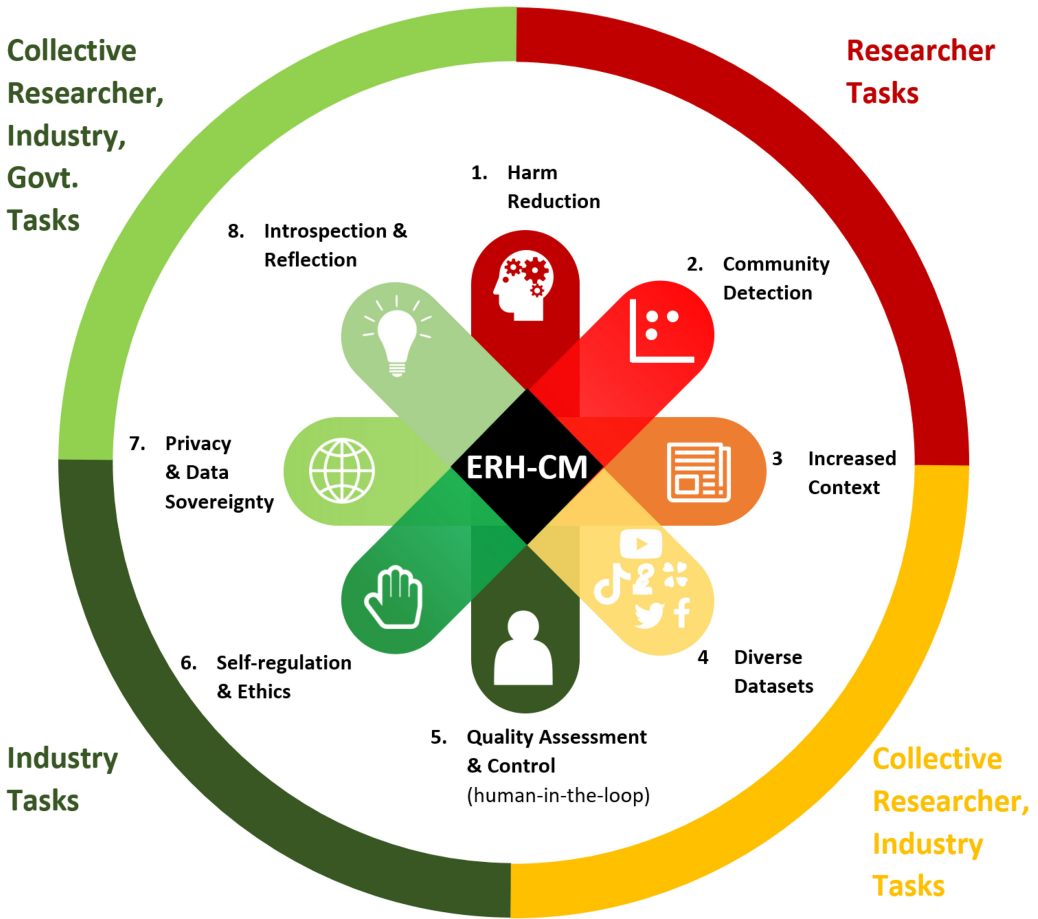 Collective
Researcher,
Industry,
Govt.
Tasks
Researcher
Tasks
1. Harm
Reduction
2. Community
Detection
3 Increased
Context
4 Diverse
Datasets
5. Quality Assessment
& Control
(human-in-the-loop)
6. Self-regulation
& Ethics
7. Privacy
& Data
Sovereignty
8. Introspection &
Reflection
ERH-CM
Industry
Tasks
Collective
Researcher,
Industry
Tasks